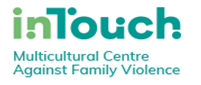 inTouch
Multicultural Centre
Against Family Violence